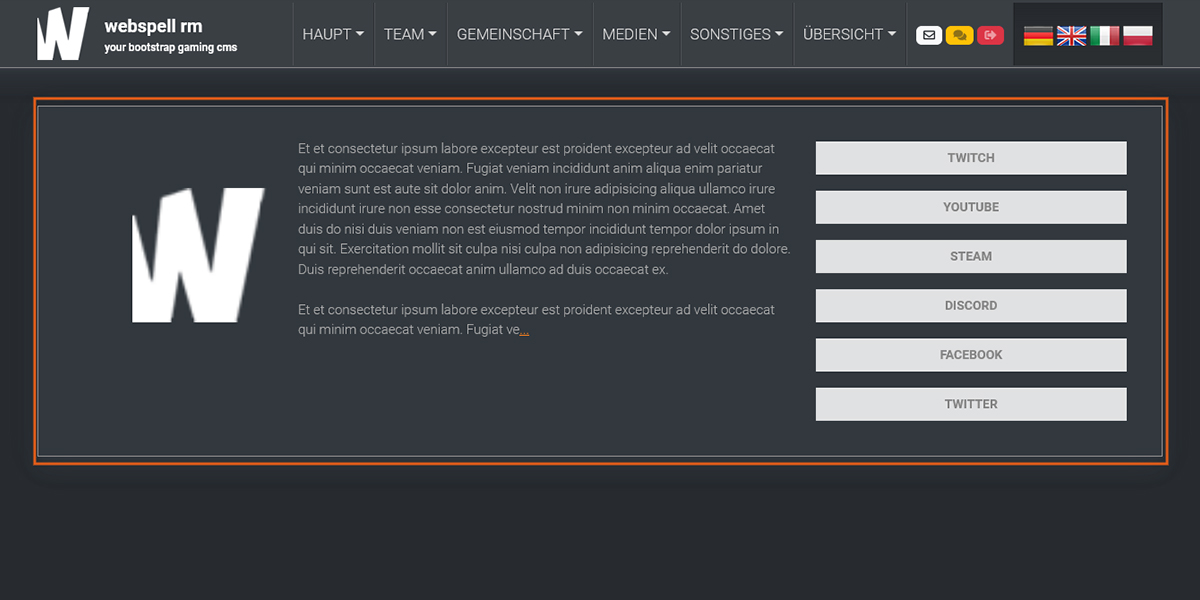 webspell rm
your bootstrap gaming cms
HAUPT TEAM GEMEINSCHAFT MEDIEN SONSTIGES ÜBERSICHT
Et et consectetur ipsum labore excepteur est proident excepteur ad velit occaecat
qui minim occaecat veniam. Fugiat veniam incididunt anim aliqua enim pariatur
veniam sunt est aute sit dolor anim. Velit non irure adipisicing aliqua ullamco irure
incididunt irure non esse consectetur nostrud minim non minim occaecat. Amet
duis do nisi duis veniam non est eiusmod tempor incididunt tempor dolor ipsum in
qui sit. Exercitation mollit sit culpa nisi culpa non adipisicing reprehenderit do dolore.
Duis reprehenderit occaecat anim ullamco ad duis occaecat ex.
Et et consectetur ipsum labore excepteur est proident excepteur ad velit occaecat
qui minim occaecat veniam. Fugiat ve...
TWITCH
YOUTUBE
STEAM
DISCORD
FACEBOOK
TWITTER